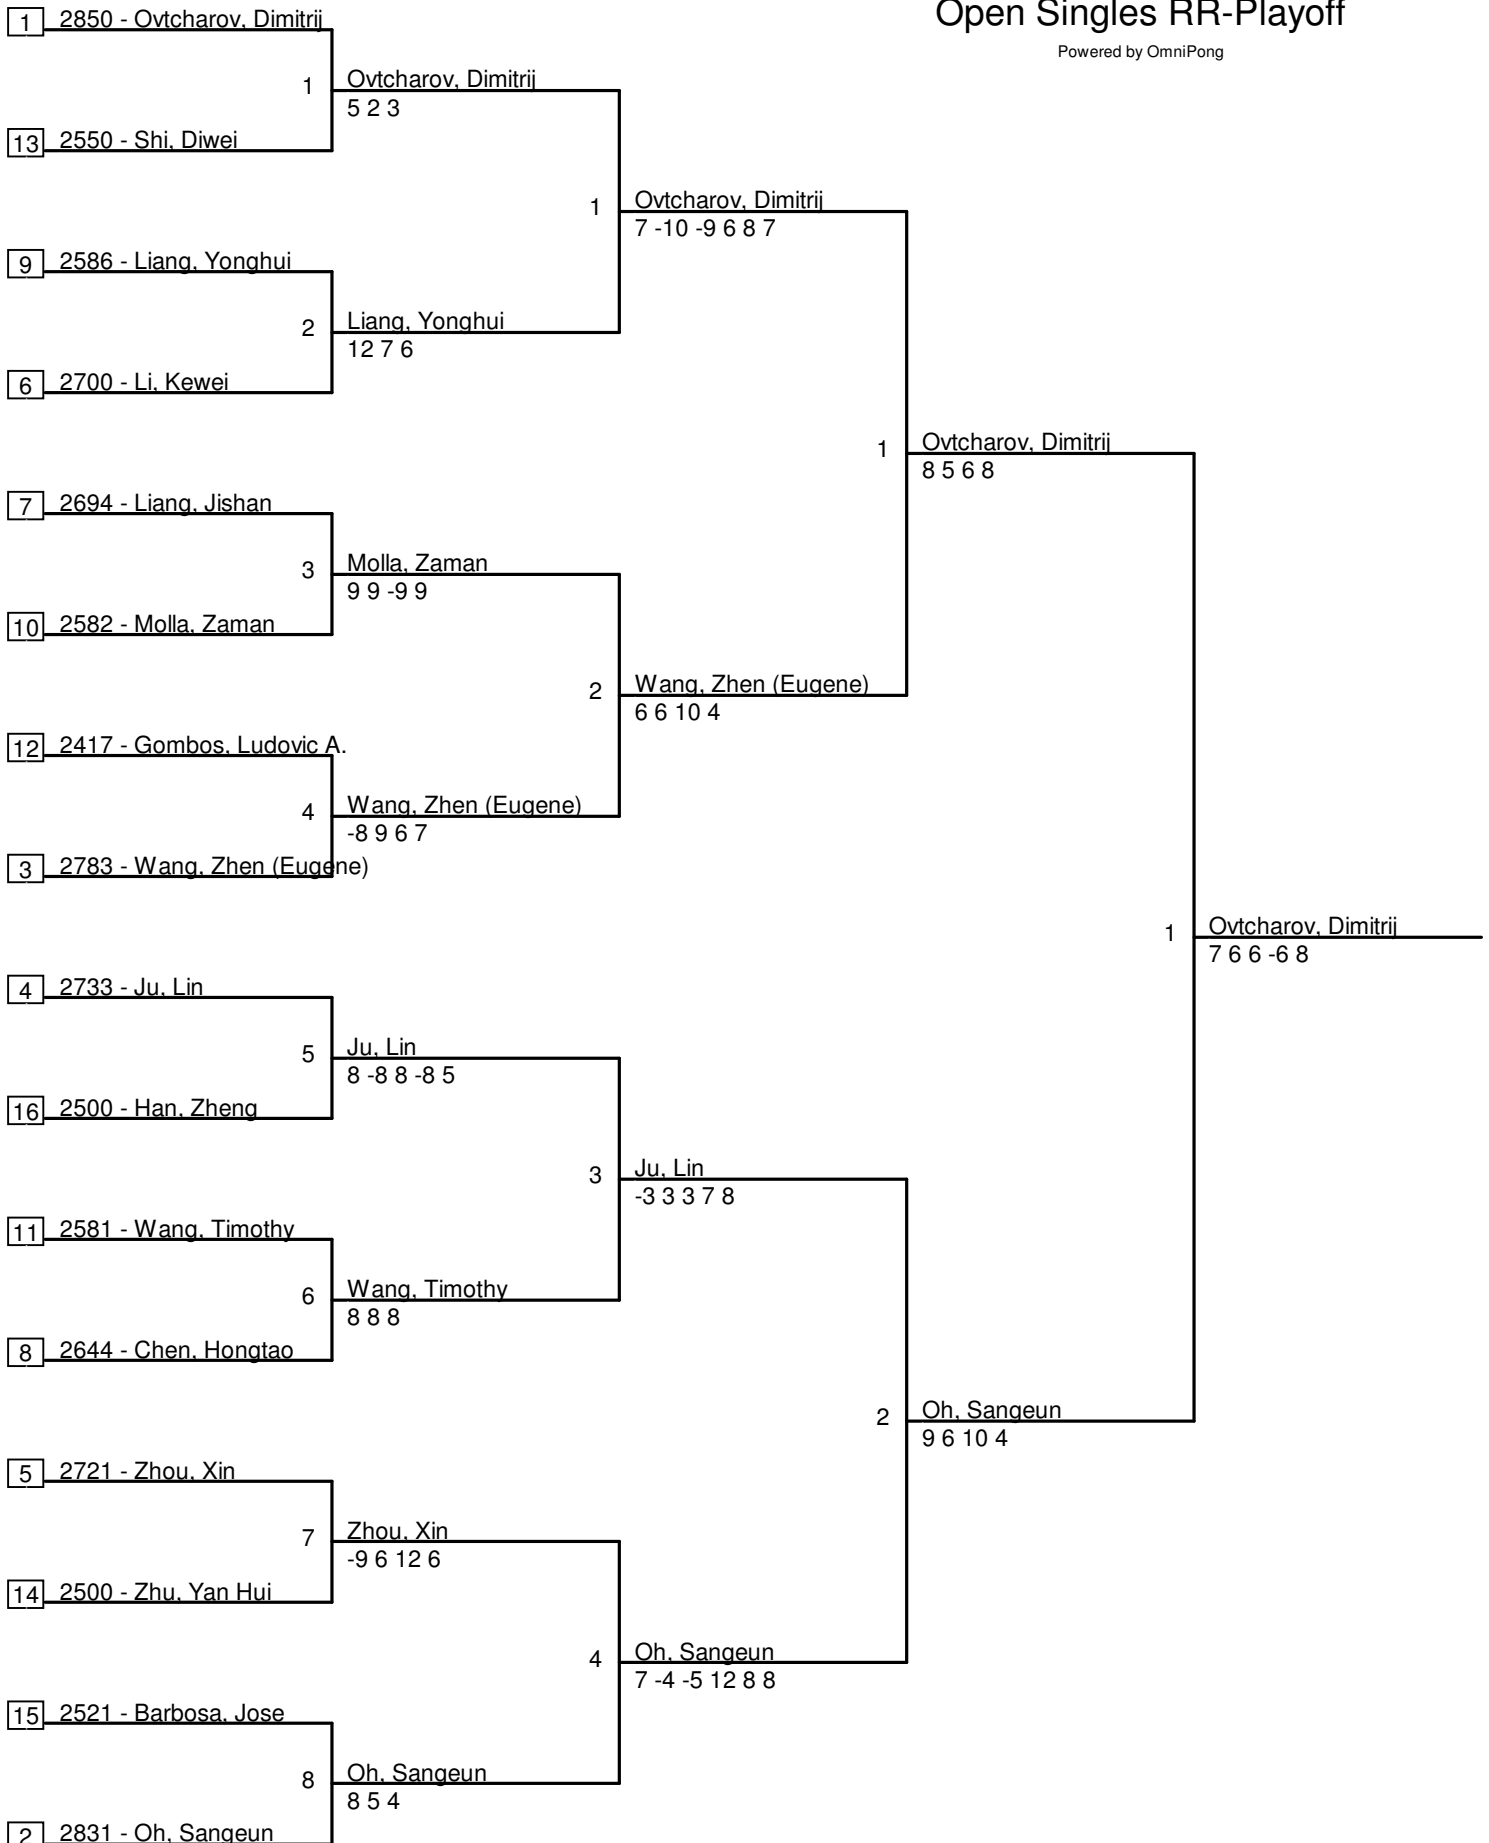 Open Singles RR-Playoff
Powered by OmniPong
1 2850 - Ovtcharov, Dimitrij
1 Ovtcharov, Dimitrij
5 2 3
13 2550 - Shi, Diwei
1 Ovtcharov, Dimitrij
7 -10 -9 6 8 7
9 2586 - Liang, Yonghui
2 Liang, Yonghui
12 7 6
6 2700 - Li, Kewei
1 Ovtcharov, Dimitrij
8 5 6 8
7 2694 - Liang, Jishan
3 Molla, Zaman
9 9 -9 9
10 2582 - Molla, Zaman
2 Wang, Zhen (Eugene)
6 6 10 4
12 2417 - Gombos, Ludovic A.
4 Wang, Zhen (Eugene)
-8 9 6 7
3 2783 - Wang, Zhen (Eugene)
1 Ovtcharov, Dimitrij
7 6 6 -6 8
4 2733 - Ju, Lin
5 Ju, Lin
8 -8 8 -8 5
16 2500 - Han, Zheng
3 Ju, Lin
-3 3 3 7 8
11 2581 - Wang, Timothy
6 Wang, Timothy
8 8 8
8 2644 - Chen, Hongtao
2 Oh, Sangeun
9 6 10 4
5 2721 - Zhou, Xin
7 Zhou, Xin
-9 6 12 6
14 2500 - Zhu, Yan Hui
4 Oh, Sangeun
7 -4 -5 12 8 8
15 2521 - Barbosa, Jose
8 Oh, Sangeun
8 5 4
2 2831 - Oh, Sangeun